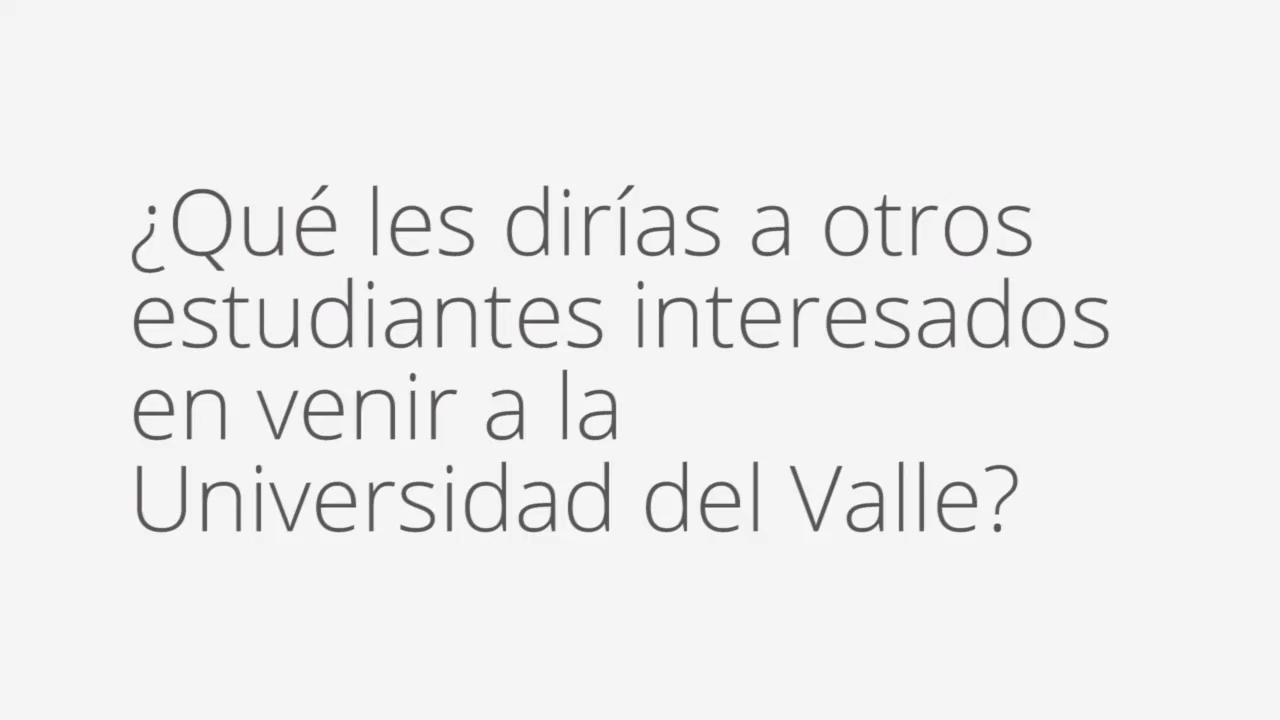 ¿Qué les dirías a otros
estudiantes interesados
en venir a la
Universidad del Valle?